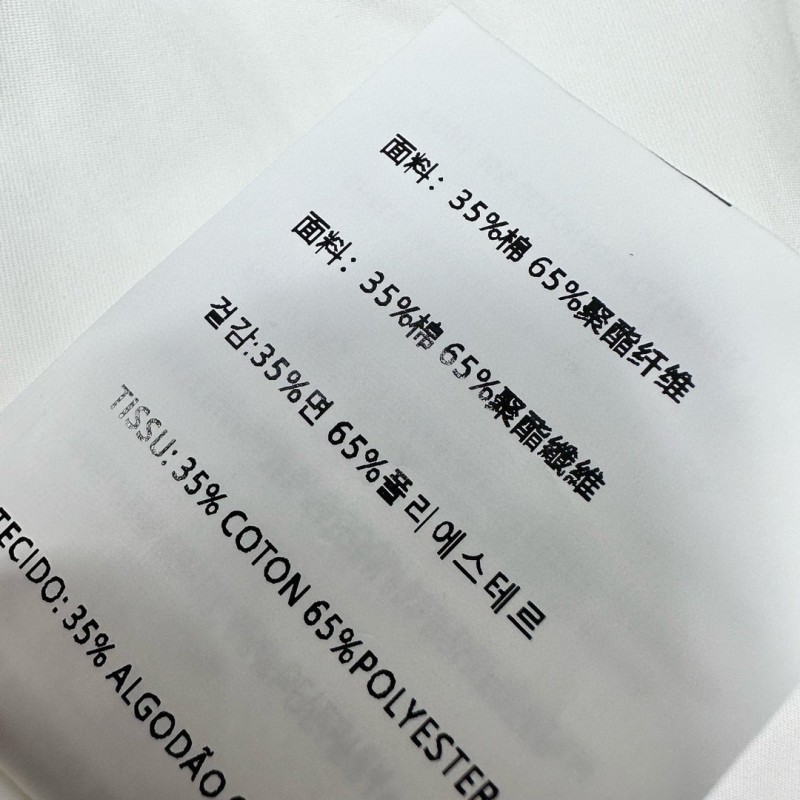 面料：35%棉 65%聚酯纤维
面料：35%棉 65%聚酯纖維
겉감:35%면 65%폴리에스테르
TISSU: 35% COTON 65%POLYESTER
TECIDO: 35% ALGODÃO